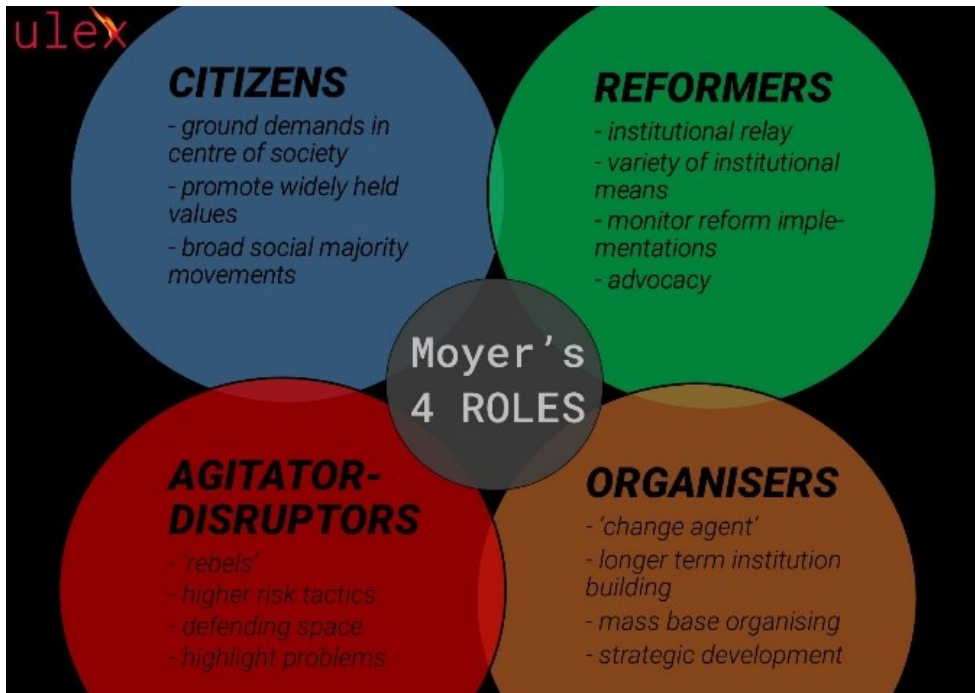 ulex
CITIZENS
- ground demands in
centre of society
- promote widely held
values
- broad social majority
movements
REFORMERS
- institutional relay
- variety of institutional
means
- monitor reform imple-
mentations
- advocacy
Moyer's
4 ROLES
AGITATOR-
DISRUPTORS
- 'rebels'
- higher risk tactics
- defending space
- highlight problems
ORGANISERS
- 'change agent'
- longer term institution
building
- mass base organising
- strategic development